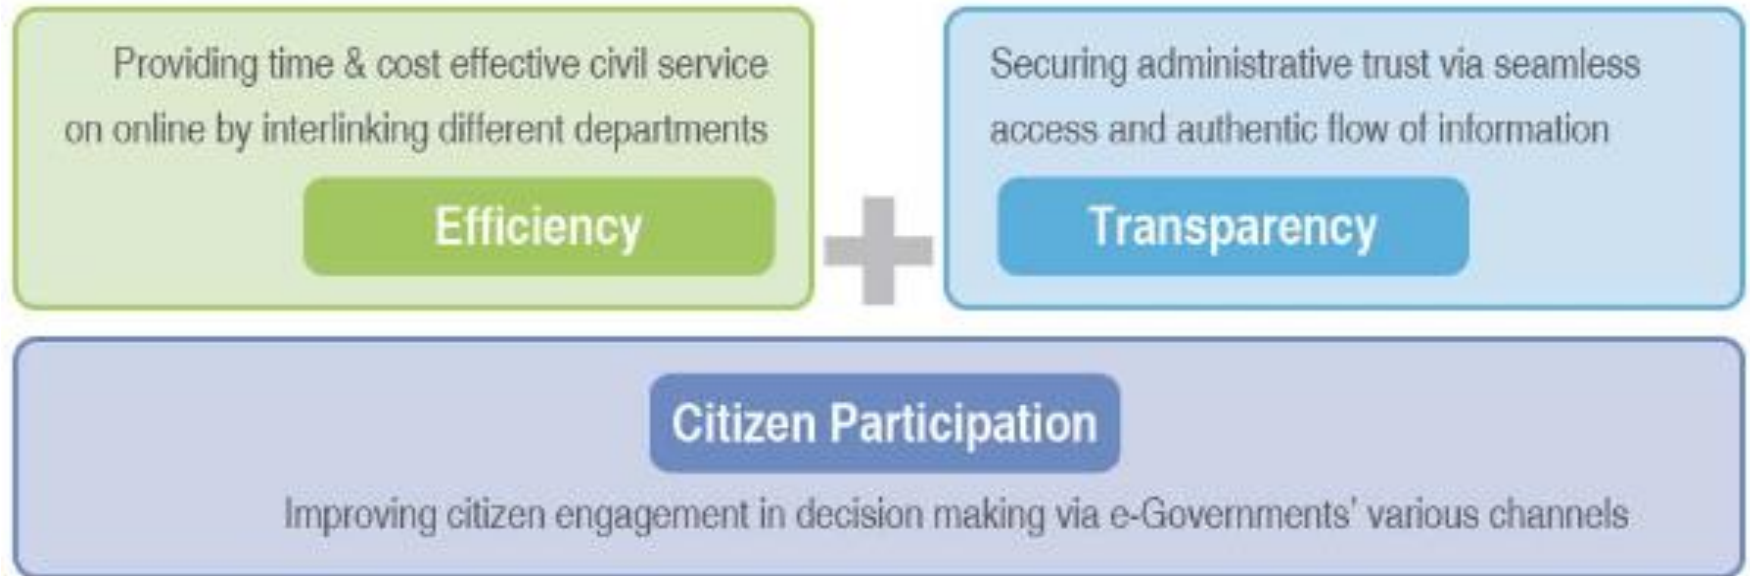 Providing time & cost effective civil service
on online by interlinking different departments
Efficiency
Securing administrative trust via seamless
access and authentic flow of information
Transparency
Citizen Participation
Improving citizen engagement in decision making via e-Governments' various channels